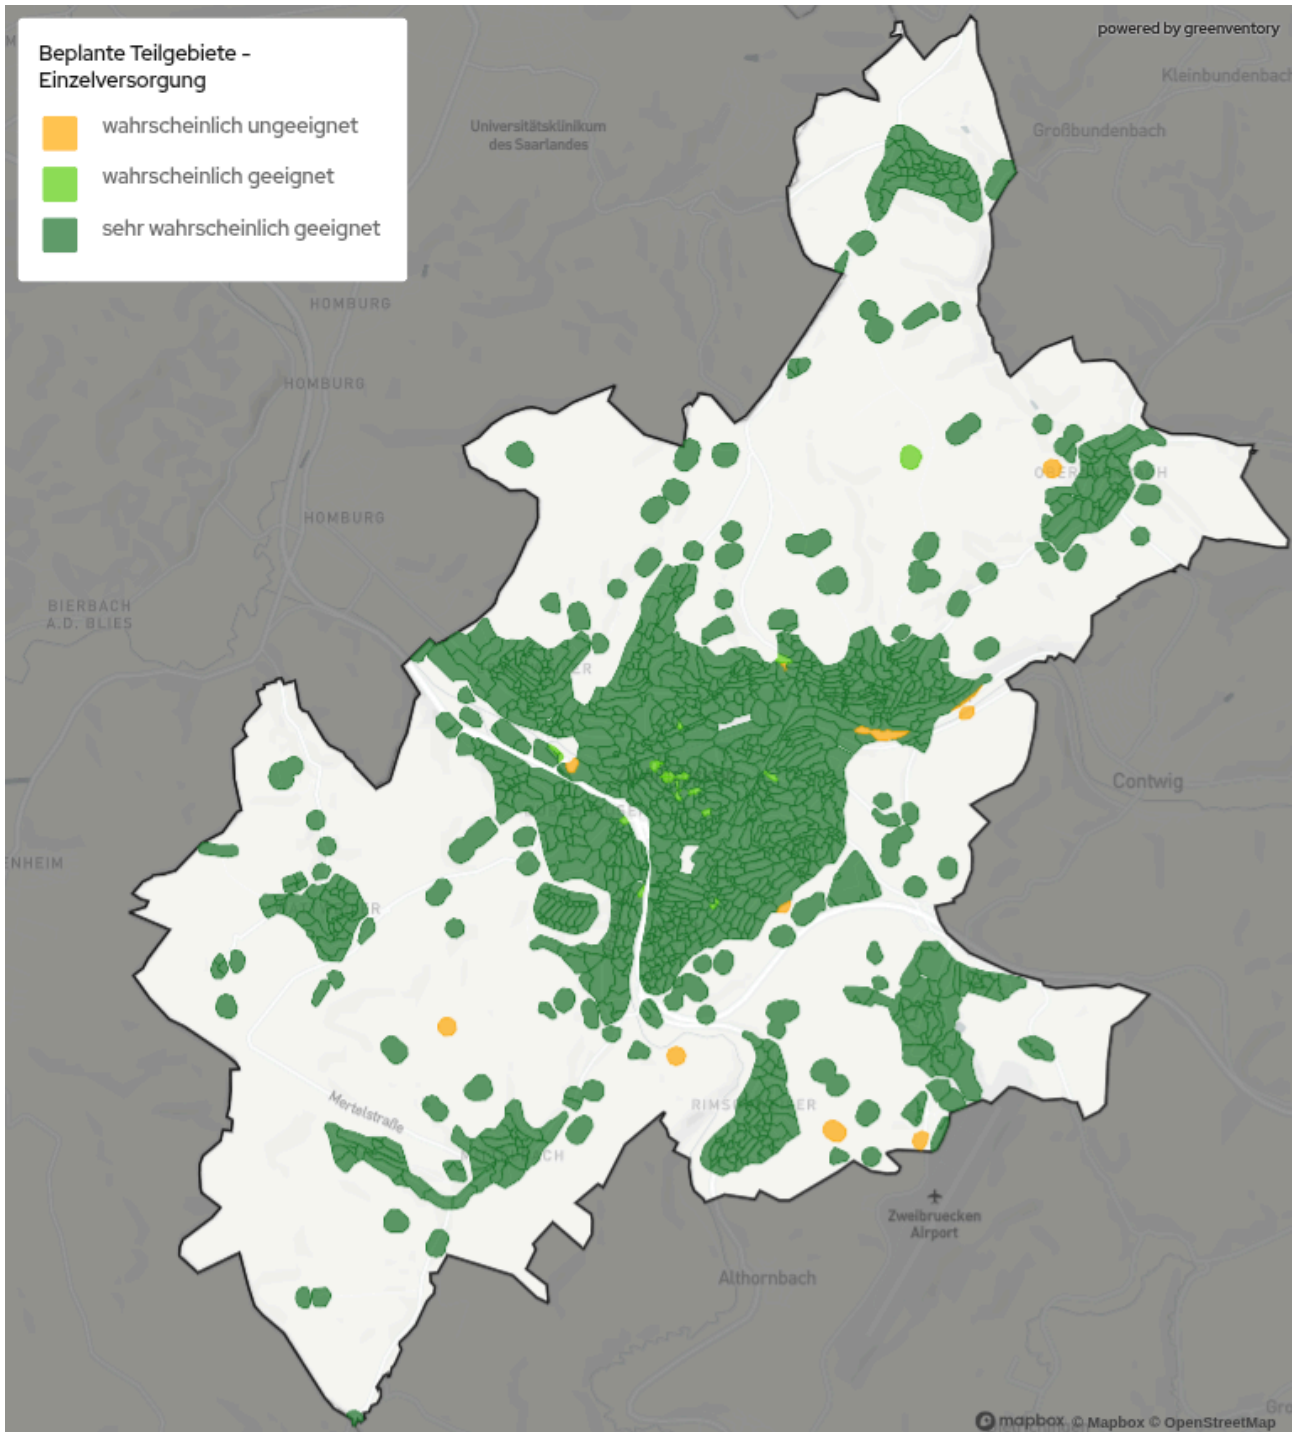 Beplante Teilgebiete -
Einzelversorgung
wahrscheinlich ungeeignet
wahrscheinlich geeignet
sehr wahrscheinlich geeignet
powered by greenventory
Kleinbundenbach
Großbundenbach
Universitätsklinikum
des Saarlandes
HOMBURG
HOMBURG
HOMBURG
BIERBACH
A.D. BLIES
Contwig
ENHEIM
Mertelstraße
Zweibruecken
Airport
Althornbach
mapbox © Mapbox © OpenStreetMap